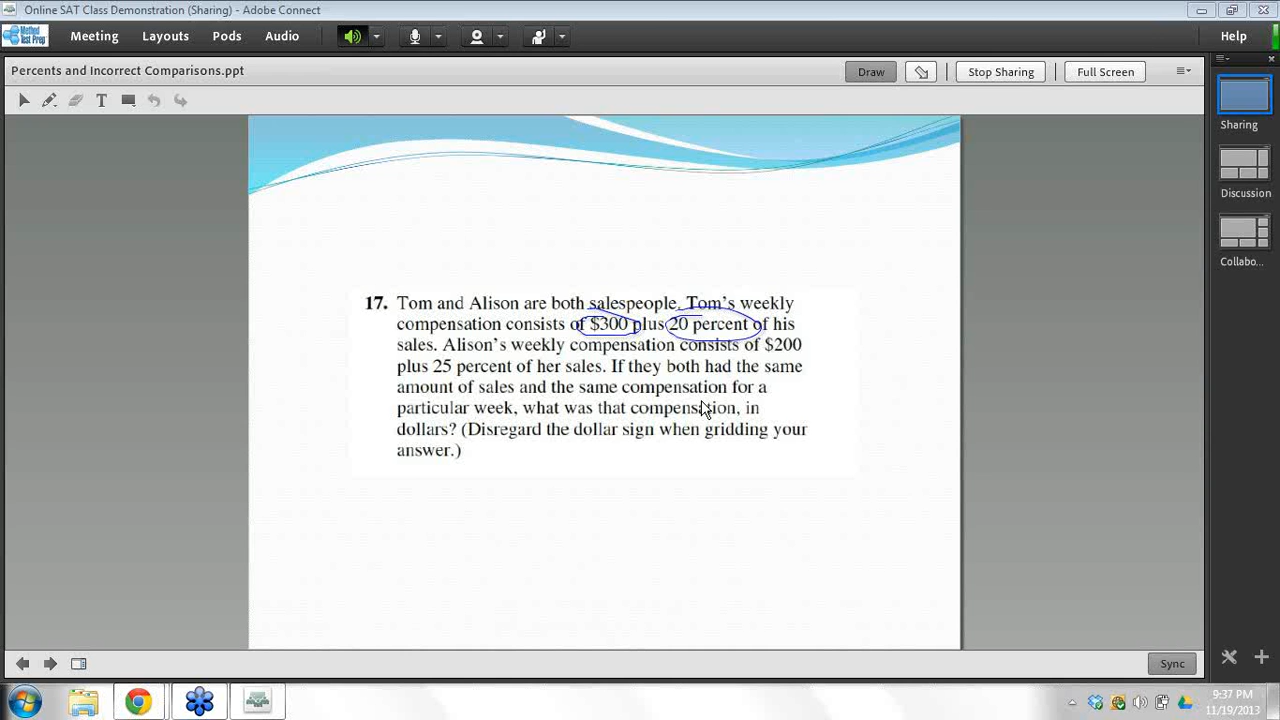 Online SAT Class Demonstration (Sharing) - Adobe Connect
Method Test Prep
Meeting Layouts Pods Audio Help
Percents and Incorrect Comparisons.ppt
Draw Stop Sharing Full Screen
T
Sharing
Discussion
Collabo...
17. Tom and Alison are both salespeople. Tom's weekly
compensation consists of $300 plus 20 percent of his
sales. Alison's weekly compensation consists of $200
plus 25 percent of her sales. If they both had the same
amount of sales and the same compensation for a
particular week, what was that compensation, in
dollars? (Disregard the dollar sign when gridding your
answer.)
Sync
9:37 PM
11/19/2013